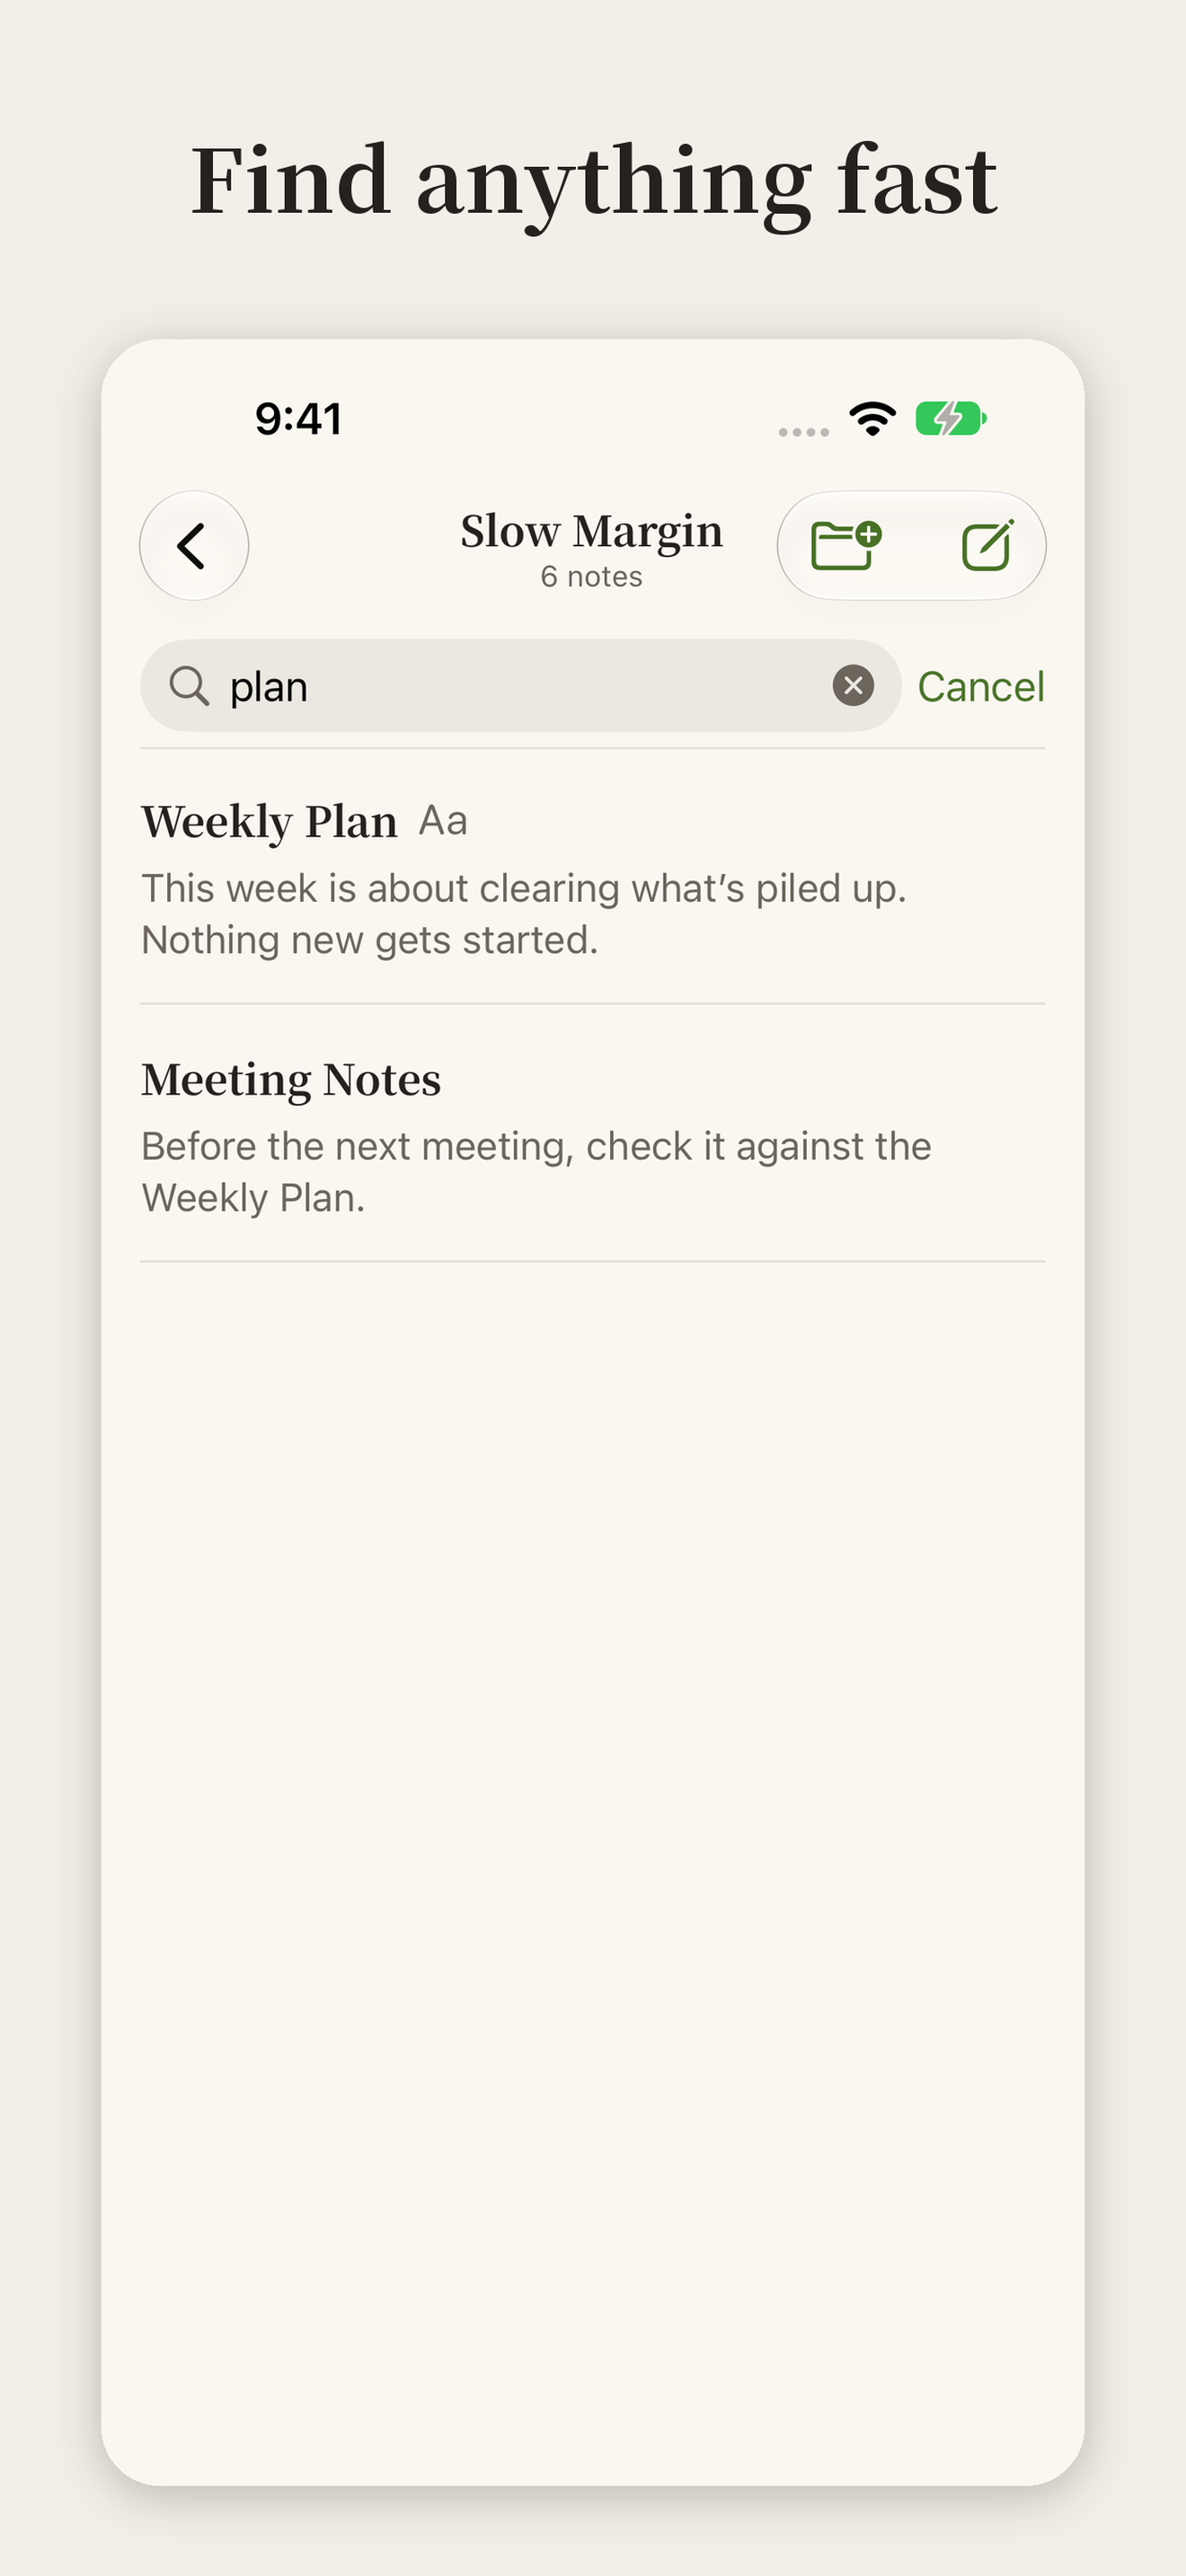 Find anything fast
9:41
Slow Margin
6 notes
plan
Cancel
Weekly Plan Aa
This week is about clearing what’s piled up.
Nothing new gets started.
Meeting Notes
Before the next meeting, check it against the
Weekly Plan.